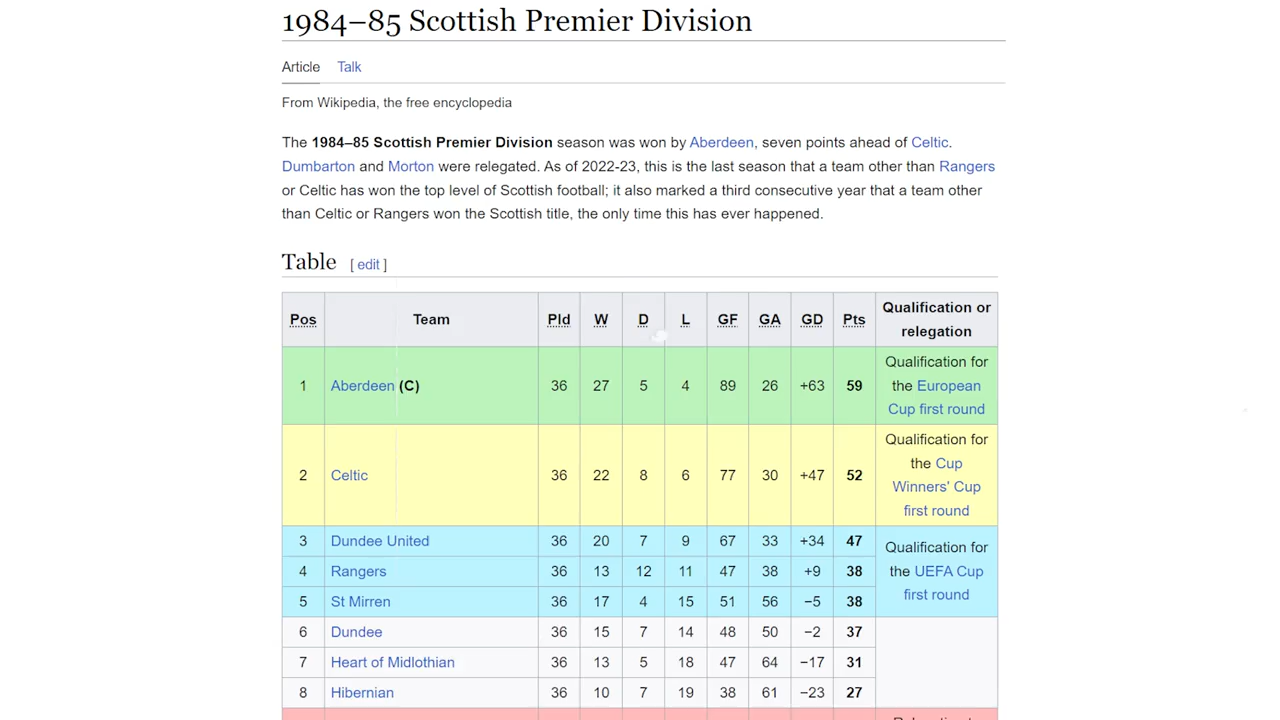 1984–85 Scottish Premier Division
Article Talk
From Wikipedia, the free encyclopedia
The 1984–85 Scottish Premier Division season was won by Aberdeen, seven points ahead of Celtic.
Dumbarton and Morton were relegated. As of 2022-23, this is the last season that a team other than Rangers
or Celtic has won the top level of Scottish football; it also marked a third consecutive year that a team other
than Celtic or Rangers won the Scottish title, the only time this has ever happened.
Table [ edit ]
Pos Team Pld W D L GF GA GD Pts Qualification or relegation
1 Aberdeen (C) 36 27 5 4 89 26 +63 59 Qualification for the European Cup first round
2 Celtic 36 22 8 6 77 30 +47 52 Qualification for the Cup Winners' Cup first round
3 Dundee United 36 20 7 9 67 33 +34 47 Qualification for the UEFA Cup first round
4 Rangers 36 13 12 11 47 38 +9 38
5 St Mirren 36 17 4 15 51 56 −5 38
6 Dundee 36 15 7 14 48 50 −2 37
7 Heart of Midlothian 36 13 5 18 47 64 −17 31
8 Hibernian 36 10 7 19 38 61 −23 27